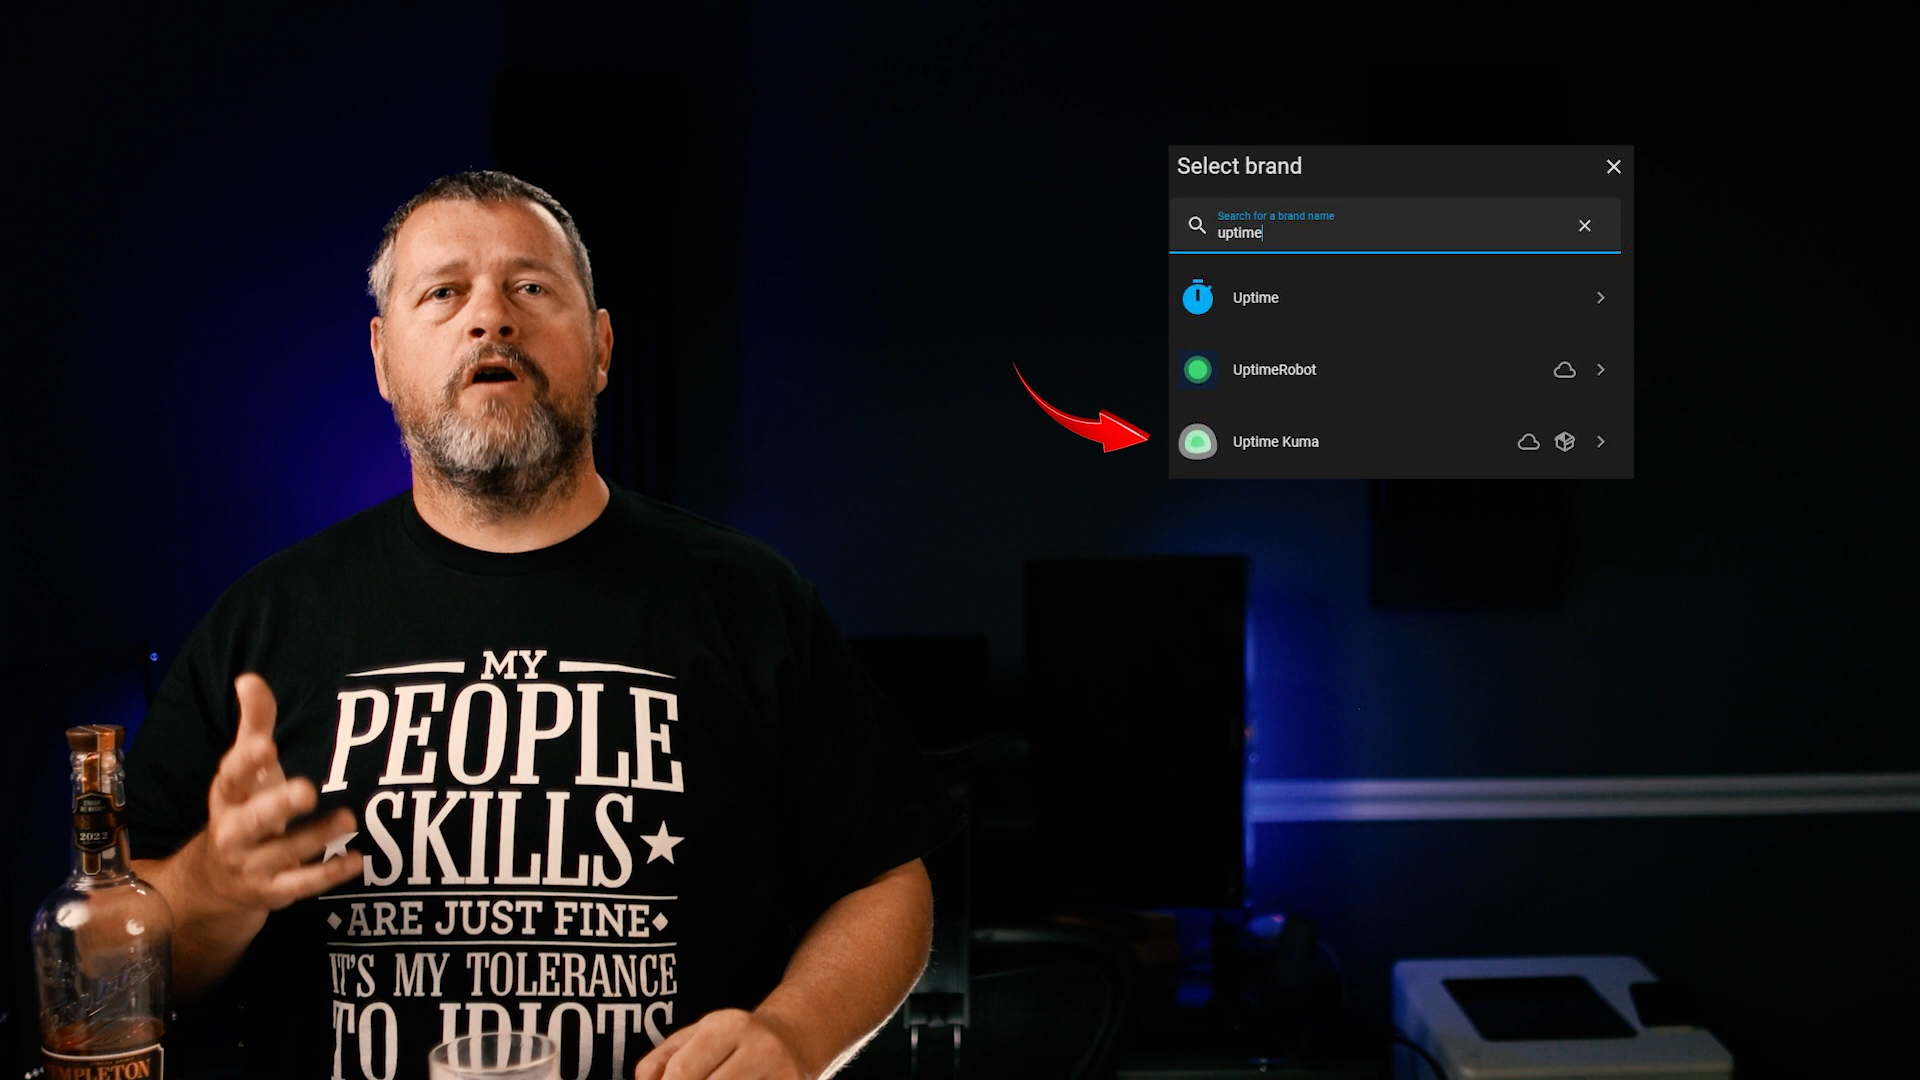 Select brand
Search for a brand name
uptime
Uptime
UptimeRobot
Uptime Kuma
MY
PEOPLE
SKILLS
ARE JUST FINE
IT'S MY TOLERANCE
TO IDIOTS
2022
TEMPLETON